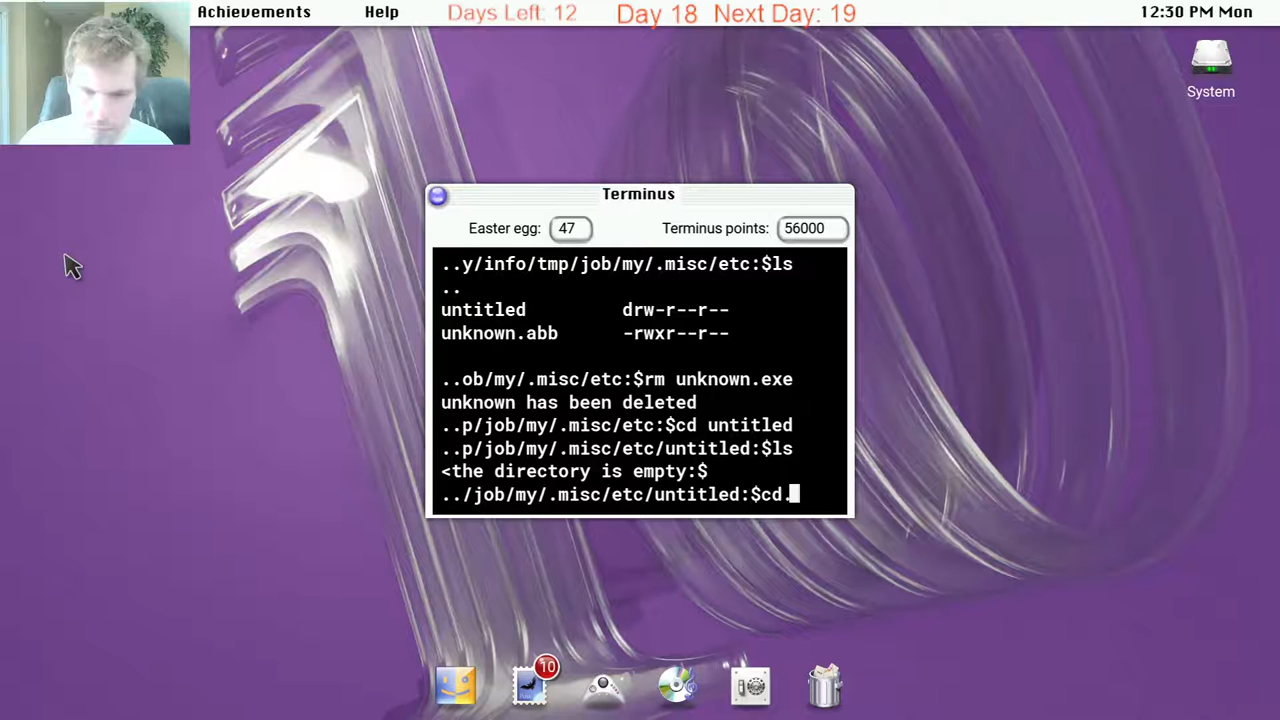 Achievements Help Days Left: 12 Day 18 Next Day: 19 12:30 PM Mon
System
Terminus
Easter egg: 47 Terminus points: 56000
..y/info/tmp/job/my/.misc/etc:$ls
..
untitled drw-r--r--
unknown.abb -rwxr--r--
..ob/my/.misc/etc:$rm unknown.exe
unknown has been deleted
..p/job/my/.misc/etc:$cd untitled
..p/job/my/.misc/etc/untitled:$ls
<the directory is empty:$
../job/my/.misc/etc/untitled:$cd.
10